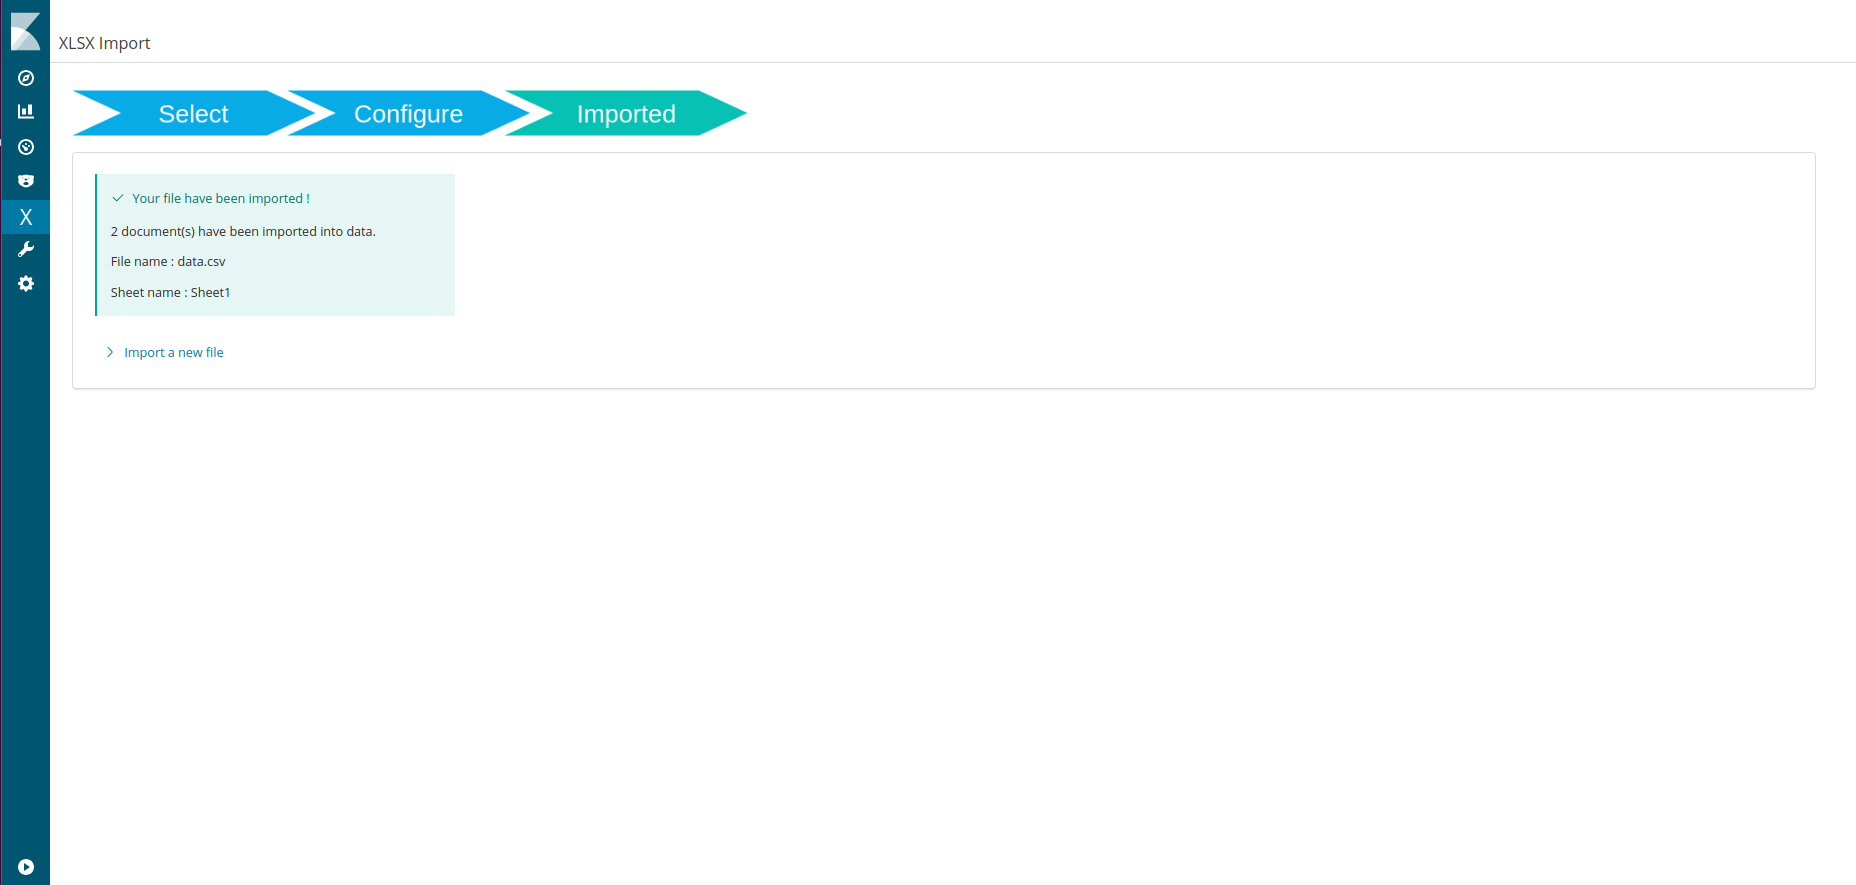 XLSX Import
Select
Configure
Imported
Your file have been imported !
2 document(s) have been imported into data.
File name : data.csv
X
Sheet name : Sheet1
Import a new file